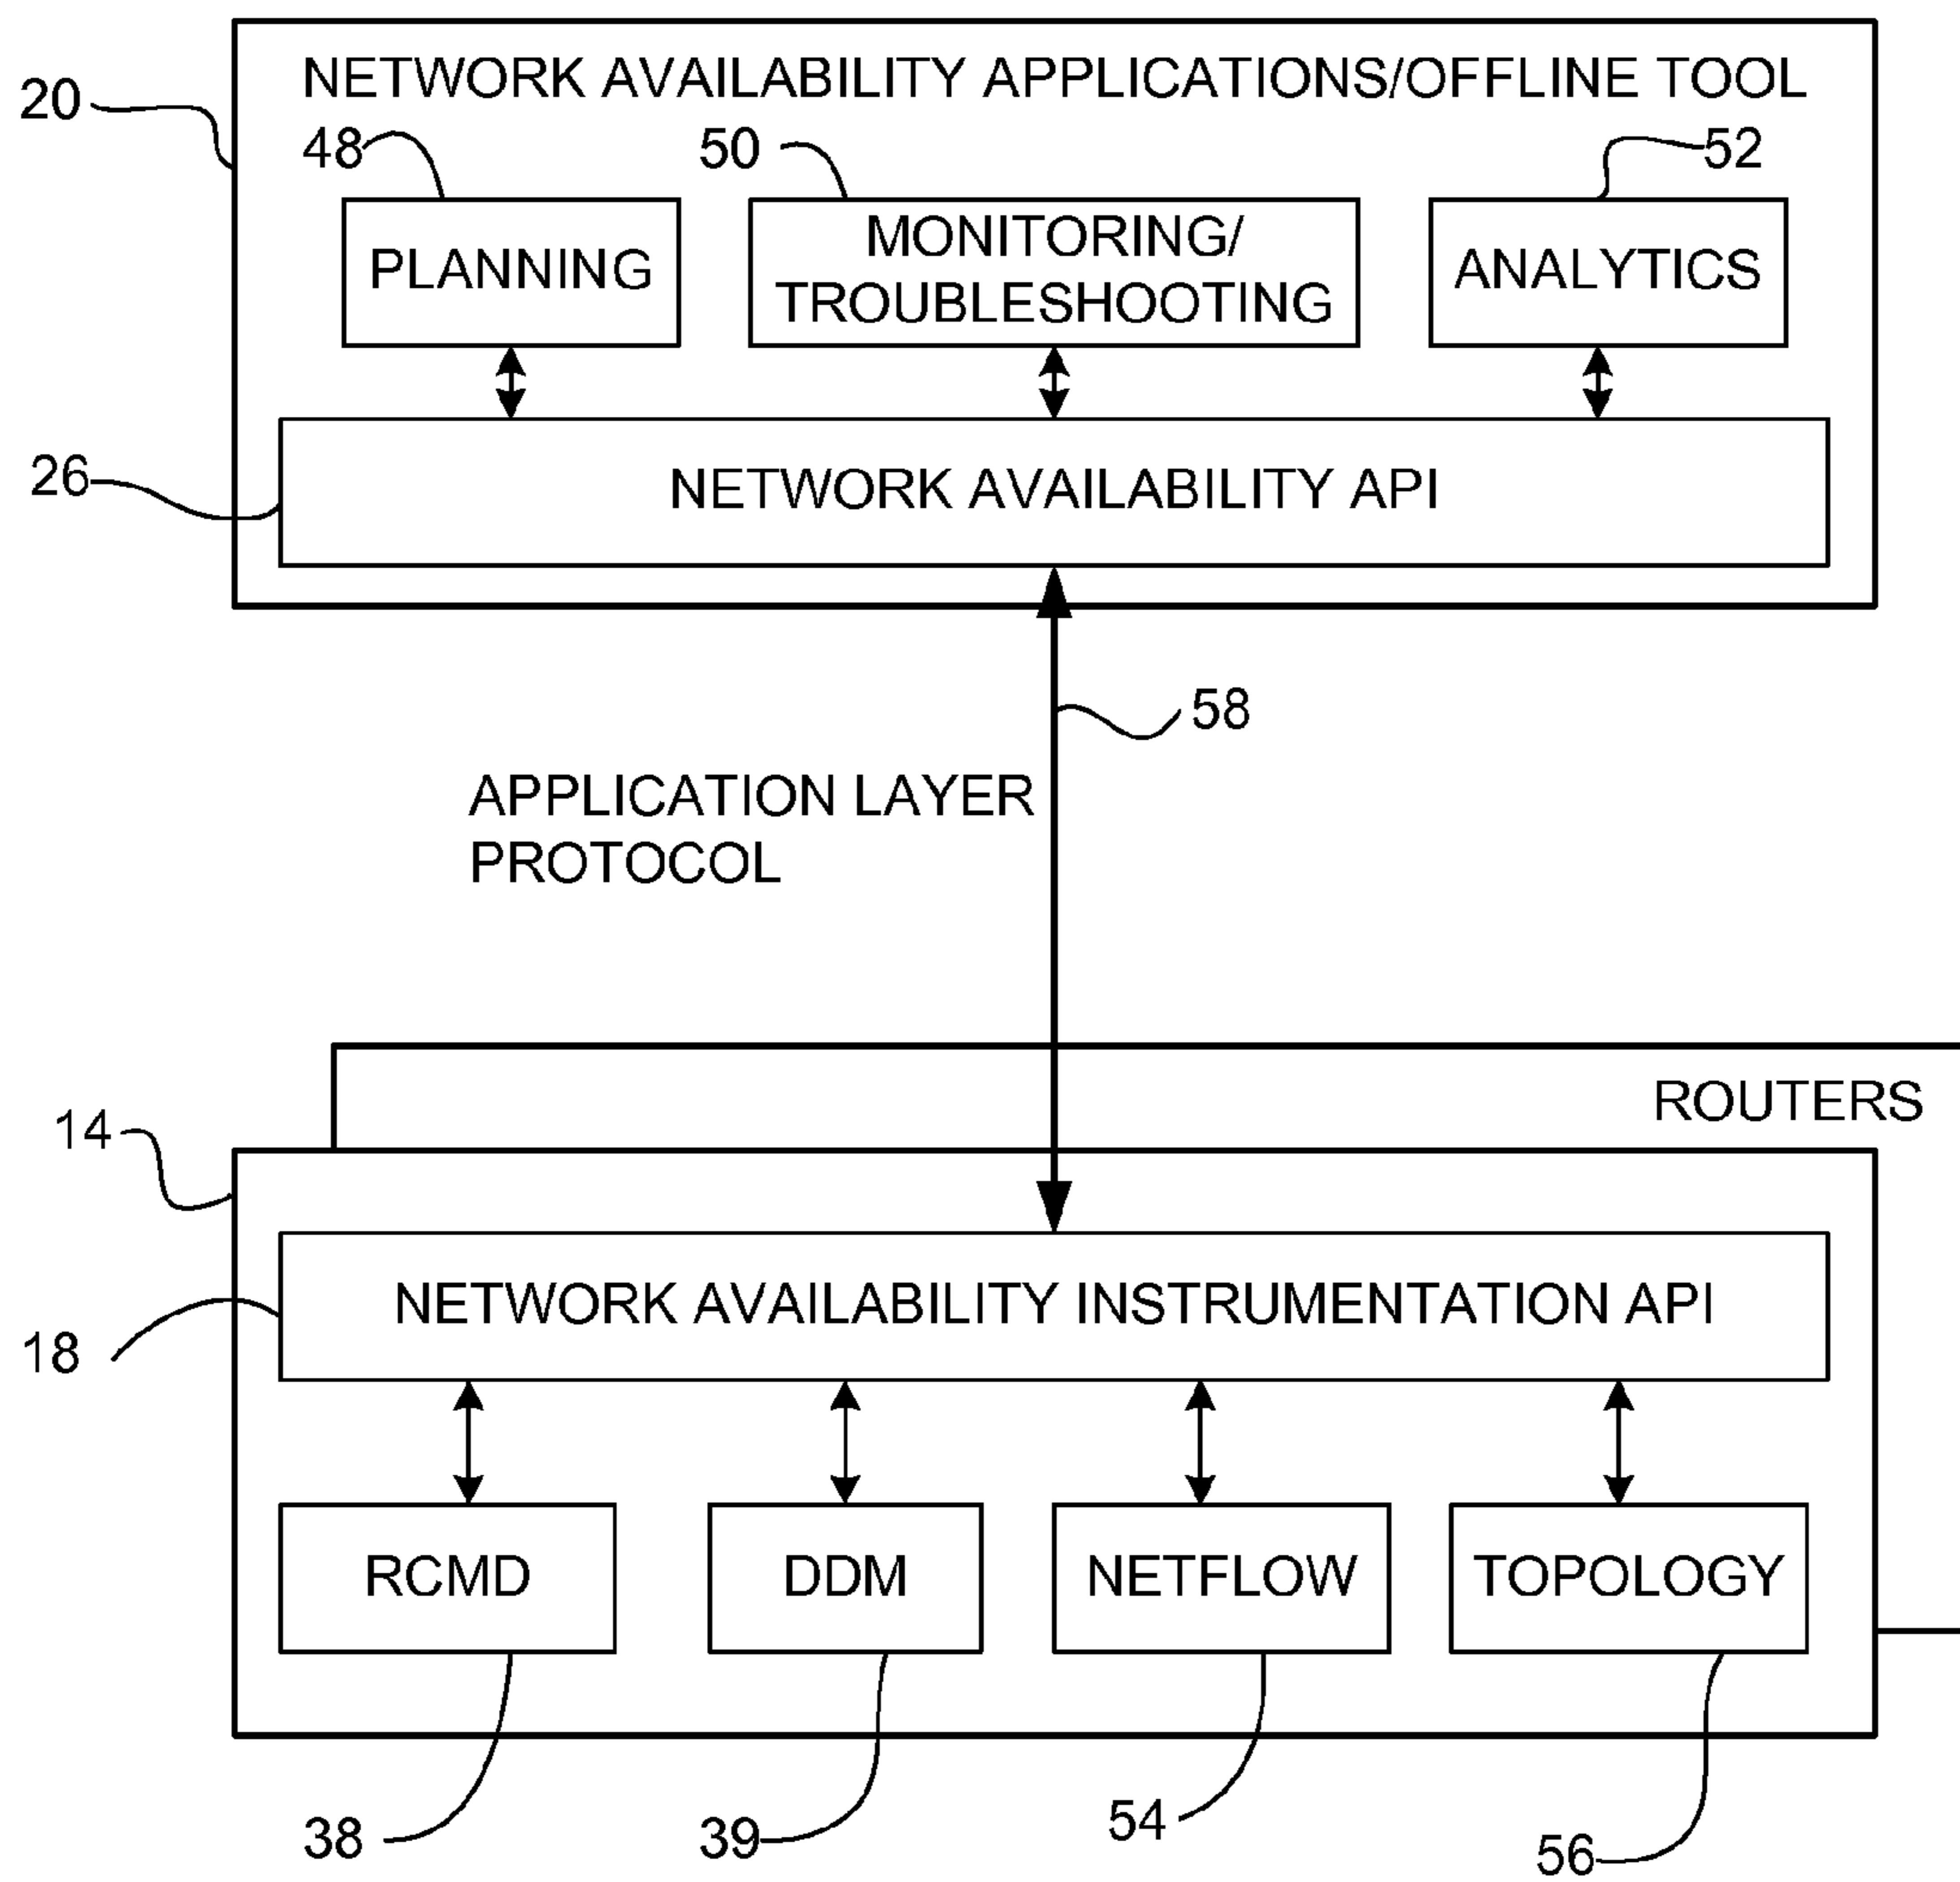 NETWORK AVAILABILITY APPLICATIONS/OFFLINE TOOL
20
48
50
52
PLANNING
MONITORING/
TROUBLESHOOTING
ANALYTICS
26
NETWORK AVAILABILITY API
58
APPLICATION LAYER
PROTOCOL
ROUTERS
14
NETWORK AVAILABILITY INSTRUMENTATION API
18
RCMD
DDM
NETFLOW
TOPOLOGY
38
39
54
56